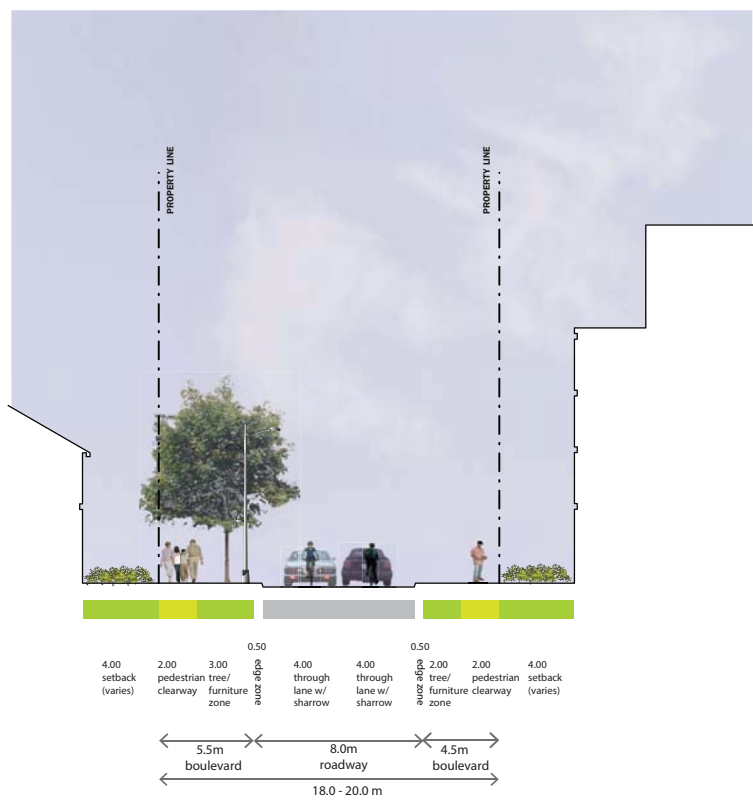 PROPERTY LINE
PROPERTY LINE
0.50
edge zone
0.50
edge zone
4.00
setback
(varies)
2.00
pedestrian
clearway
3.00
tree/
furniture
zone
4.00
through
lane w/
sharrow
4.00
through
lane w/
sharrow
2.00
tree/
furniture
zone
2.00
pedestrian
clearway
4.00
setback
(varies)
5.5m
boulevard
8.0m
roadway
4.5m
boulevard
18.0 - 20.0 m